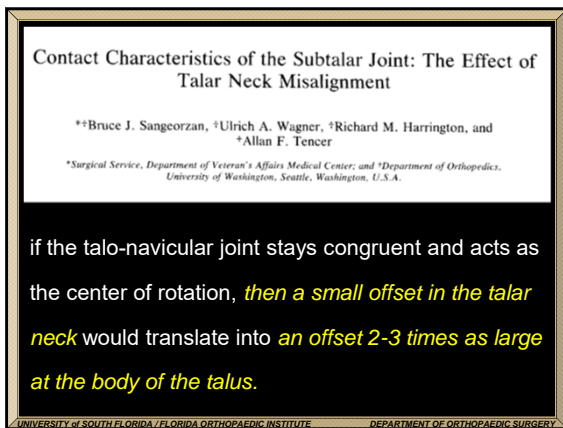 Contact Characteristics of the Subtalar Joint: The Effect of
Talar Neck Misalignment
*†Bruce J. Sangeorzan, †Ulrich A. Wagner, †Richard M. Harrington, and
†Allan F. Tencer
*Surgical Service, Department of Veteran's Affairs Medical Center; and †Department of Orthopedics,
University of Washington, Seattle, Washington, U.S.A.
if the talo-navicular joint stays congruent and acts as
the center of rotation, then a small offset in the talar
neck would translate into an offset 2-3 times as large
at the body of the talus.
UNIVERSITY of SOUTH FLORIDA / FLORIDA ORTHOPAEDIC INSTITUTE DEPARTMENT OF ORTHOPAEDIC SURGERY